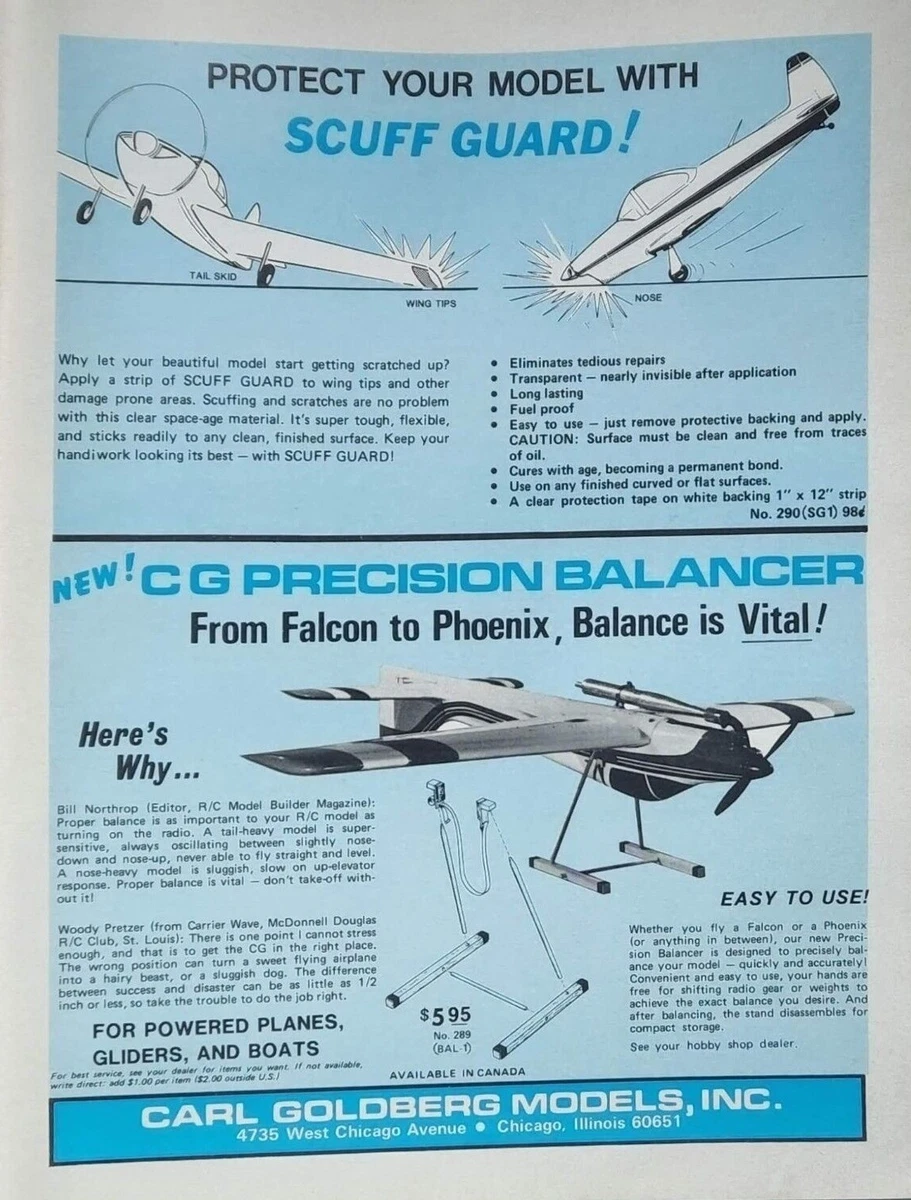 PROTECT YOUR MODEL WITH
SCUFF GUARD!
TAIL SKID
WING TIPS
NOSE
Why let your beautiful model start getting scratched up?
Apply a strip of SCUFF GUARD to wing tips and other
damage prone areas. Scuffing and scratches are no problem
with this clear space-age material. It's super tough, flexible,
and sticks readily to any clean, finished surface. Keep your
handiwork looking its best — with SCUFF GUARD!
• Eliminates tedious repairs
• Transparent — nearly invisible after application
• Long lasting
• Fuel proof
• Easy to use — just remove protective backing and apply.
CAUTION: Surface must be clean and free from traces
of oil.
• Cures with age, becoming a permanent bond.
• Use on any finished curved or flat surfaces.
• A clear protection tape on white backing 1" x 12" strip
No. 290(SG1) 98¢
NEW! CG PRECISION BALANCER
From Falcon to Phoenix, Balance is Vital!
Here's
Why...
Bill Northrop (Editor, R/C Model Builder Magazine):
Proper balance is as important to your R/C model as
turning on the radio. A tail-heavy model is super-
sensitive, always oscillating between slightly nose-
down and nose-up, never able to fly straight and level.
A nose-heavy model is sluggish, slow on up-elevator
response. Proper balance is vital — don't take-off with-
out it!
Woody Pretzer (from Carrier Wave, McDonnell Douglas
R/C Club, St. Louis): There is one point I cannot stress
enough, and that is to get the CG in the right place.
The wrong position can turn a sweet flying airplane
into a hairy beast, or a sluggish dog. The difference
between success and disaster can be as little as 1/2
inch or less, so take the trouble to do the job right.
FOR POWERED PLANES,
GLIDERS, AND BOATS
For best service, see your dealer for items you want. If not available,
write direct: add $1.00 per item ($2.00 outside U.S.)
$5.95
No. 289
(BAL-1)
AVAILABLE IN CANADA
EASY TO USE!
Whether you fly a Falcon or a Phoenix
(or anything in between), our new Preci-
sion Balancer is designed to precisely bal-
ance your model — quickly and accurately!
Convenient and easy to use, your hands are
free for shifting radio gear or weights to
achieve the exact balance you desire. And
after balancing, the stand disassembles for
compact storage.
See your hobby shop dealer.
CARL GOLDBERG MODELS, INC.
4735 West Chicago Avenue • Chicago, Illinois 60651